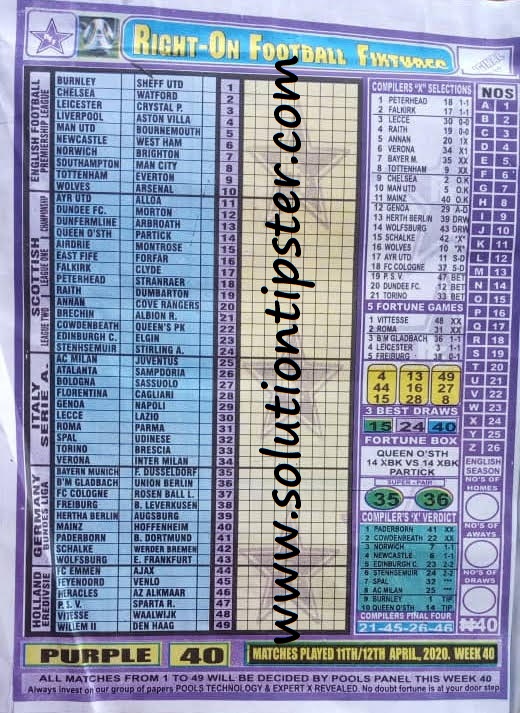 RIGHT-ON FOOTBALL FIXTURES
ENGLISH FOOTBALL
PREMIERSHIP LEAGUE
BURNLEY SHEFF UTD 1
CHELSEA WATFORD 2
LEICESTER CRYSTAL P. 3
LIVERPOOL ASTON VILLA 4
MAN UTD BOURNEMOUTH 5
NEWCASTLE WEST HAM 6
NORWICH BRIGHTON 7
SOUTHAMPTON MAN CITY 8
TOTTENHAM EVERTON 9
WOLVES ARSENAL 10
SCOTTISH
CHAMPIONSHIP
AYR UTD ALLOA 11
DUNDEE FC. MORTON 12
DUNFERMLINE ARBROATH 13
QUEEN O'STH PARTICK 14
LEAGUE ONE
AIRDRIE MONTROSE 15
EAST FIFE FORFAR 16
FALKIRK CLYDE 17
PETERHEAD STRANRAER 18
RAITH DUMBARTON 19
LEAGUE TWO
ANNAN COVE RANGERS 20
BRECHIN ALBION R. 21
COWDENBEATH QUEEN'S PK 22
EDINBURGH C. ELGIN 23
STENHSEMUIR STIRLING A. 24
ITALY
SERIE A.
AC MILAN JUVENTUS 25
ATALANTA SAMPDORIA 26
BOLOGNA SASSUOLO 27
FLORENTINA CAGLIARI 28
GENOA NAPOLI 29
LECCE LAZIO 30
ROMA PARMA 31
SPAL UDINESE 32
TORINO BRESCIA 33
VERONA INTER MILAN 34
GERMANY
BUNDES LIGA
BAYERN MUNICH F. DUSSELDORF 35
B'M GLADBACH UNION BERLIN 36
FC COLOGNE ROSEN BALL L. 37
FREIBURG B. LEVERKUSEN 38
HERTHA BERLIN AUGSBURG 39
MAINZ HOFFENHEIM 40
PADERBORN B. DORTMUND 41
SCHALKE WERDER BREMEN 42
WOLFSBURG E. FRANKFURT 43
HOLLAND
EREDIVSIE
FC EMMEN AJAX 44
FEYENOORD VENLO 45
HERACLES AZ ALKMAAR 46
P. S. V. SPARTA R. 47
VITESSE WAALWIJK 48
WILLEM II DEN HAAG 49
www.solutiontipster.com
COMPILERS "X" SELECTIONS
1 PETERHEAD 18 1-1
2 FALKIRK 17 1-1
3 LECCE 30 0-0
4 RAITH 19 0-0
5 ANNAN 20 1X
6 VERONA 34 X1
7 BAYER M. 35 XX
8 TOTTENHAM 9 XX
9 CHELSEA 2 O.K
10 MAN UTD 5 O.K
11 MAINZ 40 O.K
12 GENOA 29 A-D
13 HERTH BERLIN 39 DRW
14 WOLFSBURG 43 DRW
15 SCHALKE 42 "X"
16 WOLVES 10 "X"
17 AYR UTD 11 S-D
18 FC COLOGNE 37 S-D
19 P. S.V 47 BET
20 DUNDEE FC. 12 BET
21 TORINO 33 BET
5 FORTUNE GAMES
1 VITTESSE 48 XX
2 ROMA 31 XX
3 B/M GLADBACH 36 1-1
4 LEICESTER 3 1-1
5 FREIBURG 38 0-1
4 13 49
44 16 27
15 28 8
3 BEST DRAWS
15 24 40
FORTUNE BOX
QUEEN O'STH
14 XBK VS 14 XBK
PARTICK
SUPER - PAIR
35 36
COMPILER'S 'X' VERDICT
1 PADERBORN 41 XX
2 COWDENBEATH 22 XX
3 NORWICH 7 1-1
4 NEWCASTLE 6 1-1
5 EDINBURG C. 23 2-2
6 STENHSEMUIR 24 2-2
7 SPAL 32 ***
8 AC MILAN 25 ***
9 BURNLEY 1 TIP
10 QUEEN O'STH 14 TIP
COMPILERS FINAL FOUR
21-45-26-46
NOS
A 1
B 2
C 3
D 4
E 5
F 6
G 7
H 8
I 9
J 10
K 11
L 12
M 13
N 14
O 15
P 16
Q 17
R 18
S 19
T 20
U 21
V 22
W 23
X 24
Y 25
Z 26
ENGLISH
SEASON
NO'S OF
HOMES
NO'S OF
AWAYS
NO'S OF
DRAWS
₦40
PURPLE 40 MATCHES PLAYED 11TH/12TH APRIL, 2020. WEEK 40
ALL MATCHES FROM 1 TO 49 WILL BE DECIDED BY POOLS PANEL THIS WEEK 40
Always invest on our group of papers POOLS TECHNOLOGY & EXPERT X REVEALED. No doubt fortune is at your door step